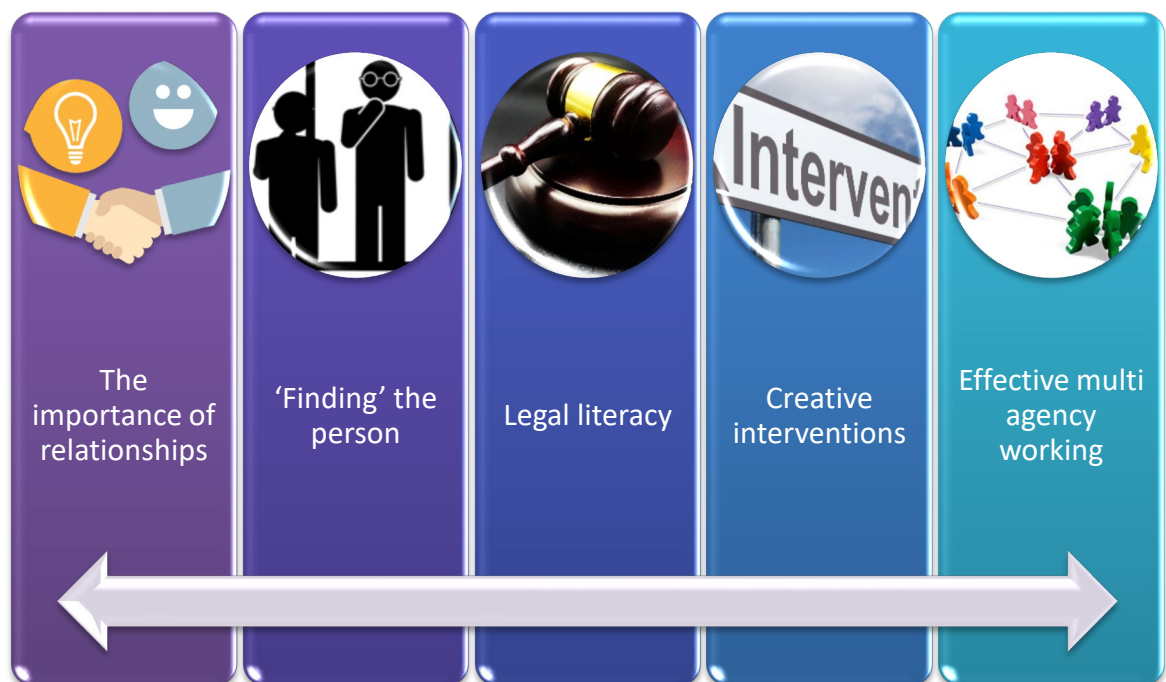 Interven
The
importance of
relationships
‘Finding’ the
person
Legal literacy
Creative
interventions
Effective multi
agency
working